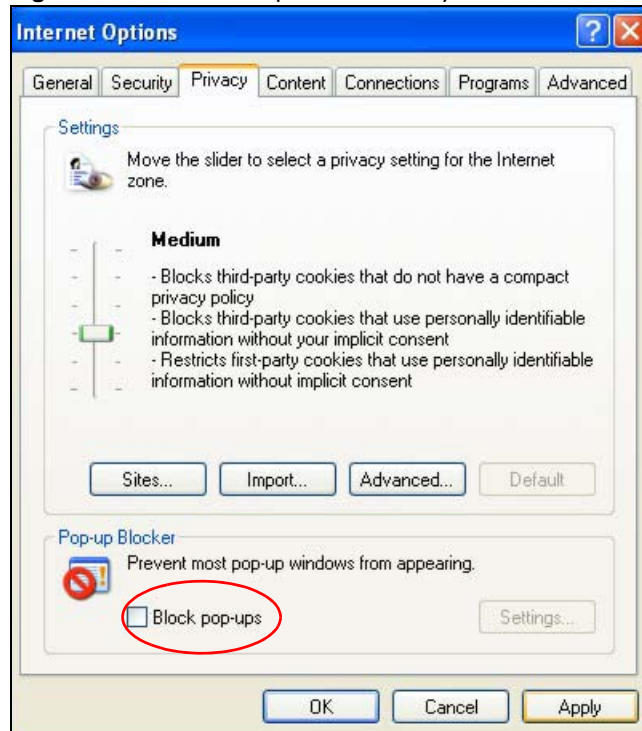 Internet Options
General Security Privacy Content Connections Programs Advanced
Settings
Move the slider to select a privacy setting for the Internet
zone.
Medium
- Blocks third-party cookies that do not have a compact
privacy policy
- Blocks third-party cookies that use personally identifiable
information without your implicit consent
- Restricts first-party cookies that use personally identifiable
information without implicit consent
Sites... Import... Advanced... Default
Pop-up Blocker
Prevent most pop-up windows from appearing.
Block pop-ups Settings...
OK Cancel Apply